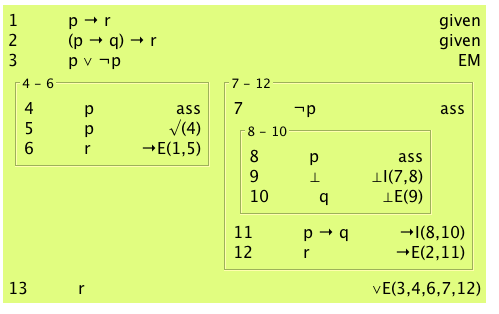 1 p → r given
2 (p → q) → r given
3 p ∨ ¬p EM
4 – 6
4 p ass
5 p √(4)
6 r →E(1,5)
7 – 12
7 ¬p ass
8 – 10
8 p ass
9 ⊥ ⊥I(7,8)
10 q ⊥E(9)
11 p → q →I(8,10)
12 r →E(2,11)
13 r ∨E(3,4,6,7,12)